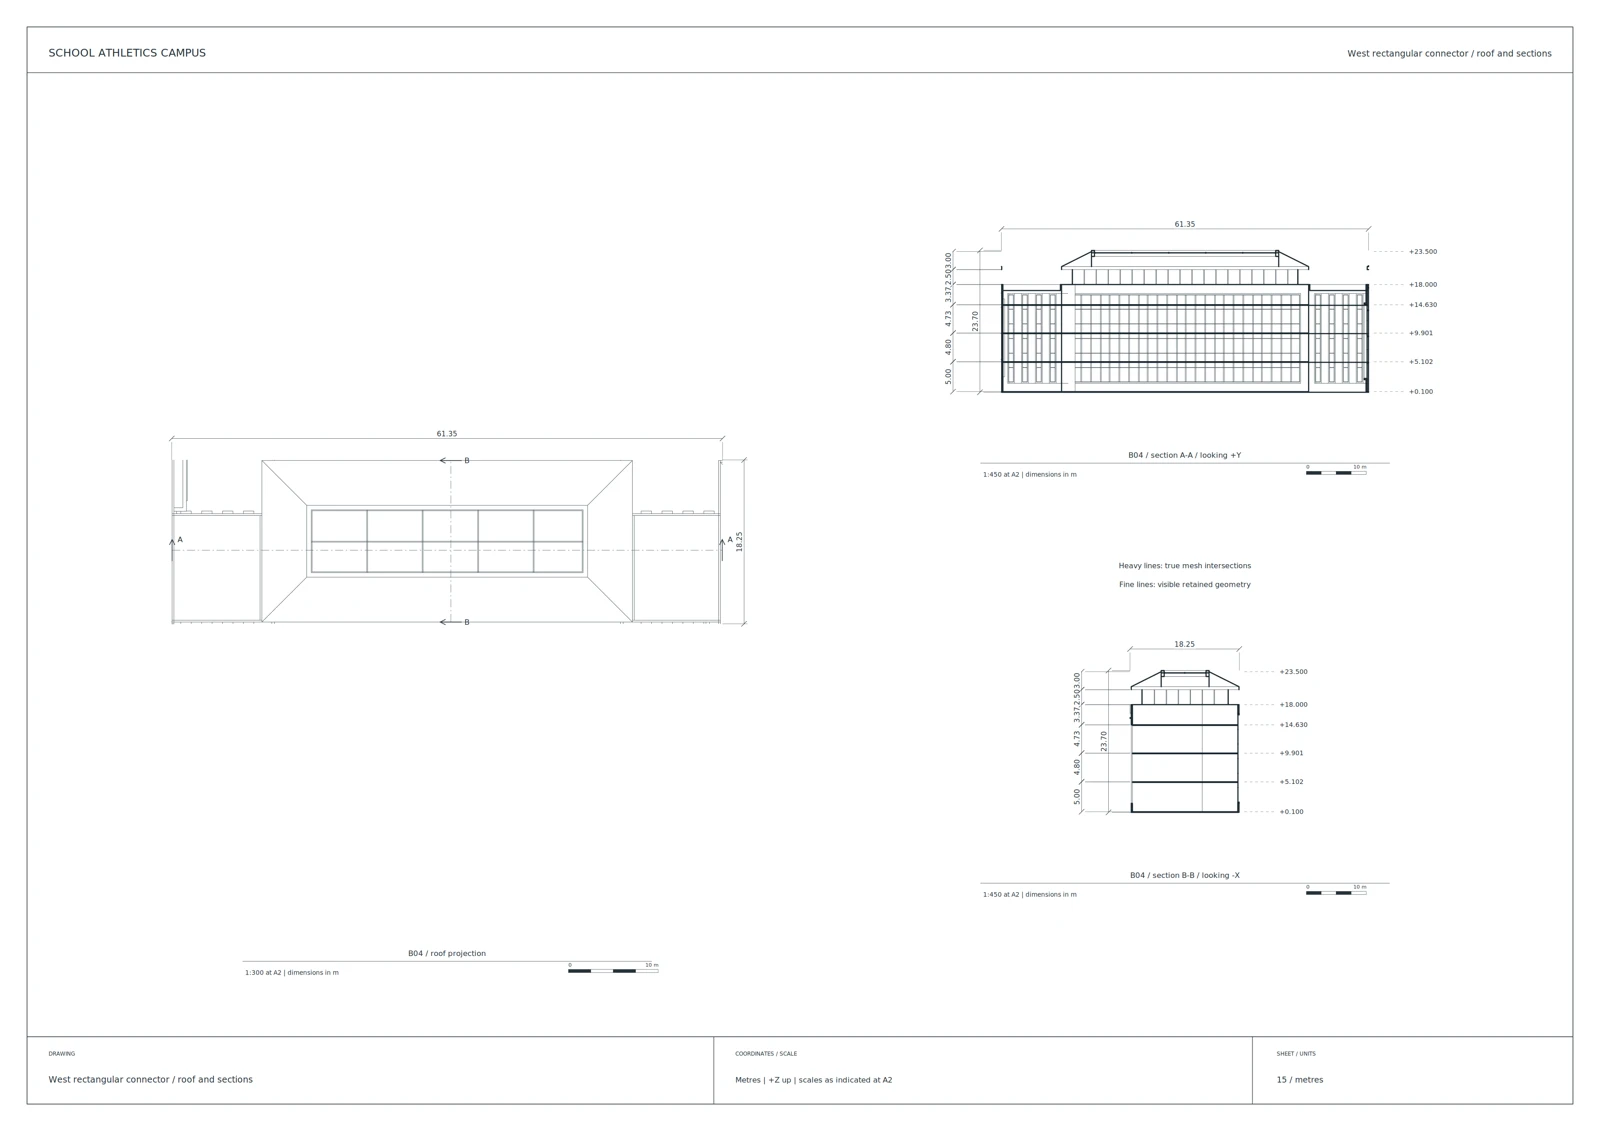 SCHOOL ATHLETICS CAMPUS
West rectangular connector / roof and sections
61.35
B
A
A
18.25
B
B04 / roof projection
1:300 at A2 | dimensions in m
0
10 m
61.35
3.00
2.50
3.37
4.73
4.80
5.00
23.70
+23.500
+18.000
+14.630
+9.901
+5.102
+0.100
B04 / section A-A / looking +Y
1:450 at A2 | dimensions in m
0
10 m
Heavy lines: true mesh intersections
Fine lines: visible retained geometry
18.25
3.00
2.50
3.37
4.73
4.80
5.00
23.70
+23.500
+18.000
+14.630
+9.901
+5.102
+0.100
B04 / section B-B / looking -X
1:450 at A2 | dimensions in m
0
10 m
DRAWING
West rectangular connector / roof and sections
COORDINATES / SCALE
Metres | +Z up | scales as indicated at A2
SHEET / UNITS
15 / metres